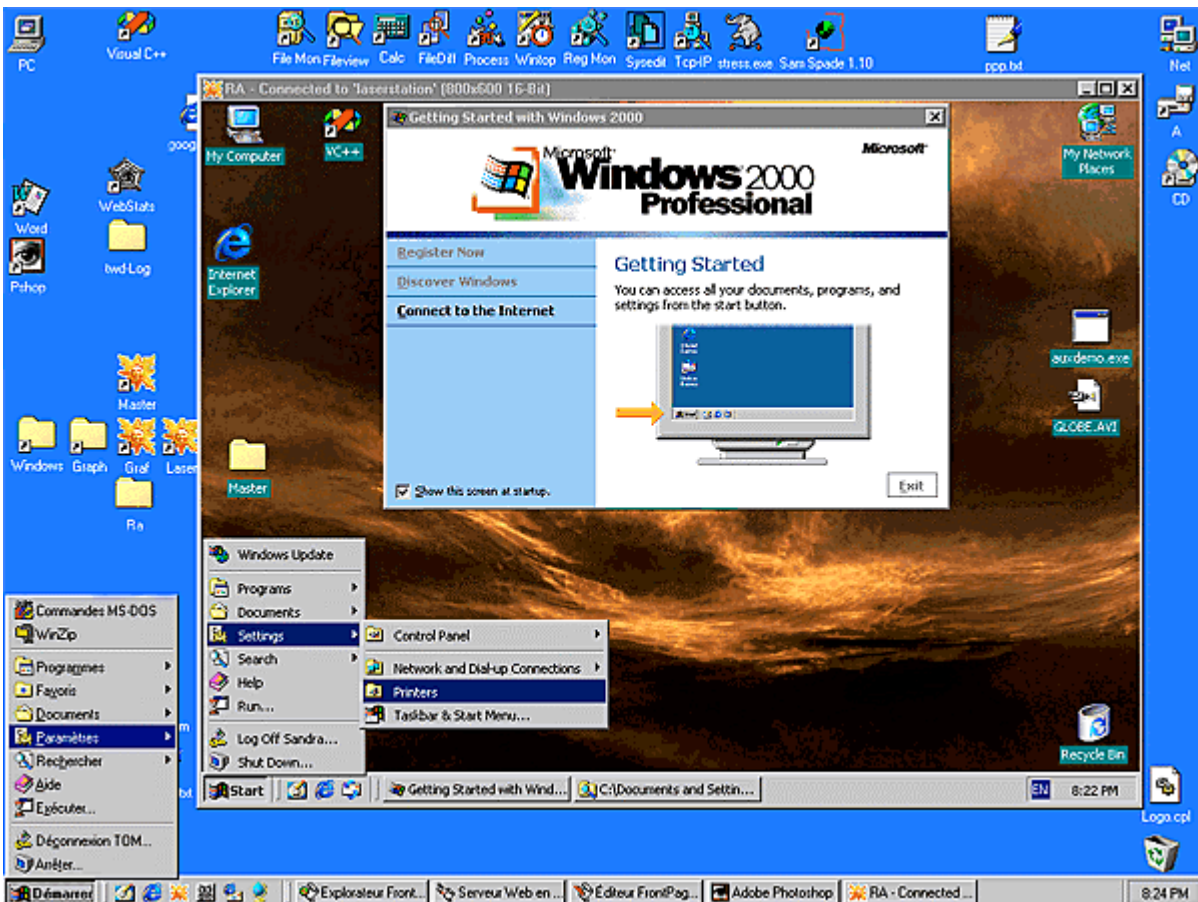 PC
Visual C++
File Mon
Fileview
Calc
FileDill
Process
Wintop
Reg Mon
Sysedit
Tcp-IP
stress.exe
Sam Spade 1.10
ppp.txt
Net
A
CD
goog
WebStats
Word
twd-Log
Pshop
Master
Windows
Graph
Graf
Laser
Ra
RA - Connected to 'laserstation' (800x600 16-Bit)
My Computer
VC++
My Network
Places
Internet
Explorer
Master
auxdemo.exe
GLOBE.AVI
Recycle Bin
Getting Started with Windows 2000
Microsoft
Microsoft
Windows 2000
Professional
Register Now
Discover Windows
Connect to the Internet
Getting Started
You can access all your documents, programs, and
settings from the start button.
Show this screen at startup.
Exit
Windows Update
Programs
Documents
Settings
Search
Help
Run...
Log Off Sandra...
Shut Down...
Control Panel
Network and Dial-up Connections
Printers
Taskbar & Start Menu...
Start
Getting Started with Wind...
C:\Documents and Settin...
EN
8:22 PM
Commandes MS-DOS
WinZip
Programmes
Favoris
Documents
Paramètres
Rechercher
Aide
Exécuter...
Déconnexion TOM...
Arrêter...
Logo.cpl
Démarrer
Explorateur Front...
Serveur Web en ...
Éditeur FrontPag...
Adobe Photoshop
RA - Connected ...
8:24 PM